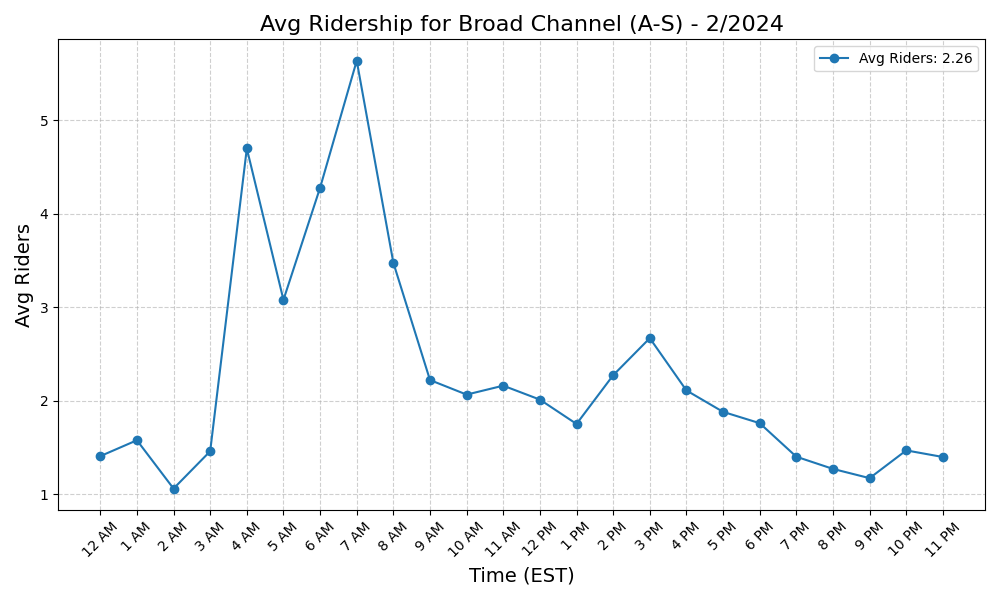 Avg Ridership for Broad Channel (A-S) - 2/2024
Avg Riders: 2.26
Avg Riders
5
4
3
2
1
12 AM
1 AM
2 AM
3 AM
4 AM
5 AM
6 AM
7 AM
8 AM
9 AM
10 AM
11 AM
12 PM
1 PM
2 PM
3 PM
4 PM
5 PM
6 PM
7 PM
8 PM
9 PM
10 PM
11 PM
Time (EST)